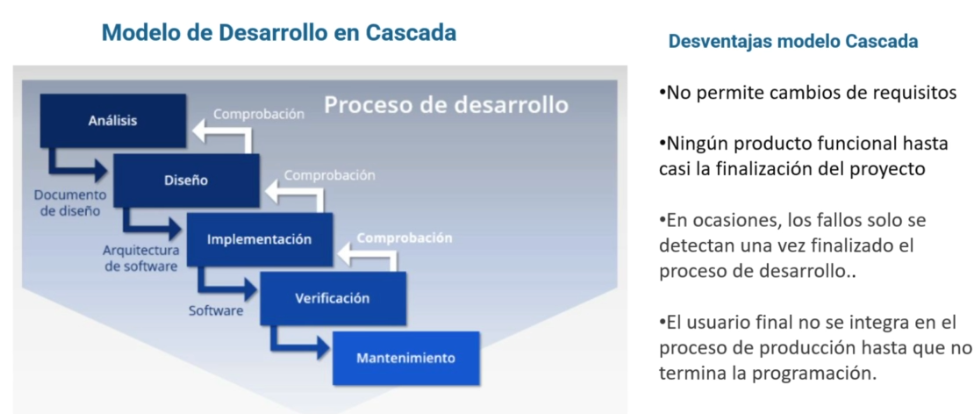 Modelo de Desarrollo en Cascada
Proceso de desarrollo
Análisis
Comprobación
Documento
de diseño
Diseño
Comprobación
Arquitectura
de software
Implementación
Comprobación
Software
Verificación
Mantenimiento
Desventajas modelo Cascada
•No permite cambios de requisitos
•Ningún producto funcional hasta
casi la finalización del proyecto
•En ocasiones, los fallos solo se
detectan una vez finalizado el
proceso de desarrollo..
•El usuario final no se integra en el
proceso de producción hasta que no
termina la programación.